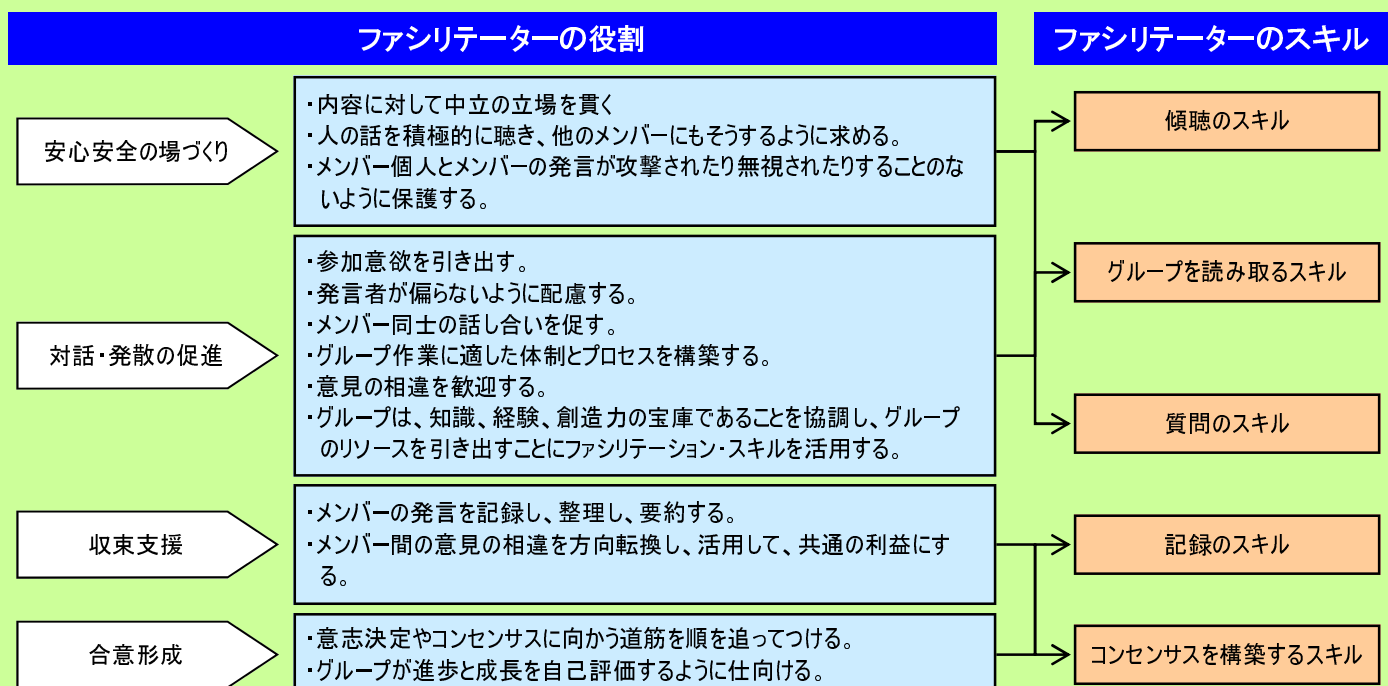 ファシリテーターの役割
ファシリテーターのスキル
安心安全の場づくり
・内容に対して中立の立場を貫く
・人の話を積極的に聴き、他のメンバーにもそうするように求める。
・メンバー個人とメンバーの発言が攻撃されたり無視されたりすることのな
いように保護する。
傾聴のスキル
対話・発散の促進
・参加意欲を引き出す。
・発言者が偏らないように配慮する。
・メンバー同士の話し合いを促す。
・グループ作業に適した体制とプロセスを構築する。
・意見の相違を歓迎する。
・グループは、知識、経験、創造力の宝庫であることを協調し、グループ
のリソースを引き出すことにファシリテーション・スキルを活用する。
グループを読み取るスキル
質問のスキル
収束支援
・メンバーの発言を記録し、整理し、要約する。
・メンバー間の意見の相違を方向転換し、活用して、共通の利益にす
る。
記録のスキル
合意形成
・意志決定やコンセンサスに向かう道筋を順を追ってつける。
・グループが進歩と成長を自己評価するように仕向ける。
コンセンサスを構築するスキル